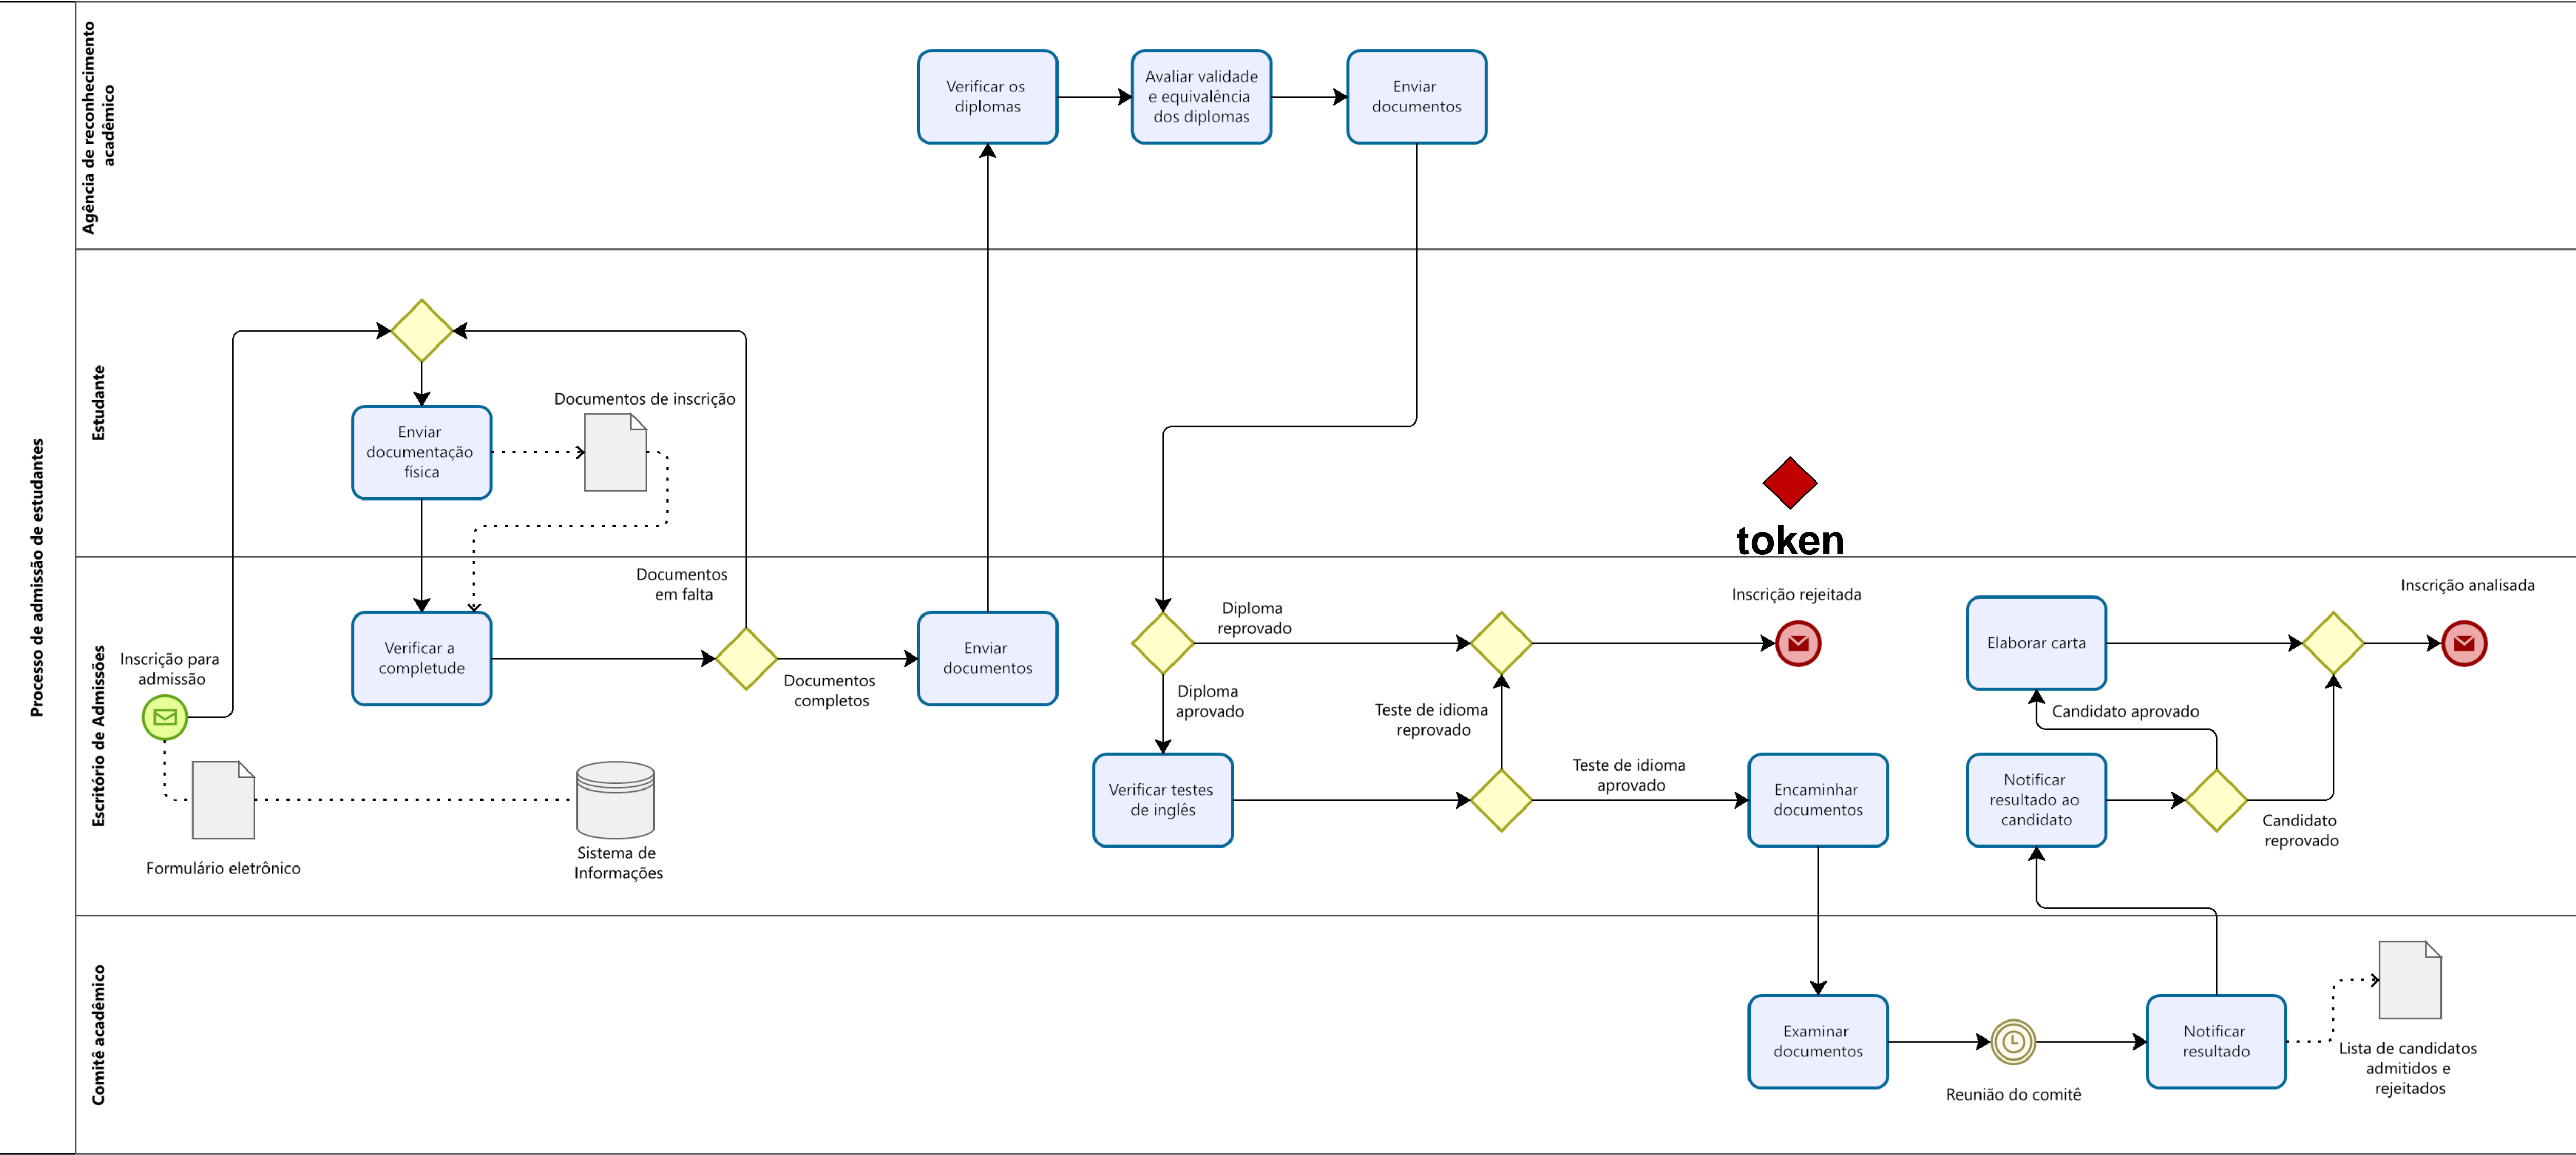 Processo de admissão de estudantes
Agência de reconhecimento
acadêmico
Verificar os
diplomas
Avaliar validade
e equivalência
dos diplomas
Enviar
documentos
Estudante
Documentos de inscrição
Enviar
documentação
física
token
Escritório de Admissões
Inscrição para
admissão
Verificar a
completude
Documentos
em falta
Documentos
completos
Enviar
documentos
Formulário eletrônico
Sistema de
Informações
Diploma
reprovado
Diploma
aprovado
Verificar testes
de inglês
Teste de idioma
reprovado
Teste de idioma
aprovado
Inscrição rejeitada
Encaminhar
documentos
Elaborar carta
Candidato aprovado
Notificar
resultado ao
candidato
Candidato
reprovado
Inscrição analisada
Comitê acadêmico
Examinar
documentos
Reunião do comitê
Notificar
resultado
Lista de candidatos
admitidos e
rejeitados